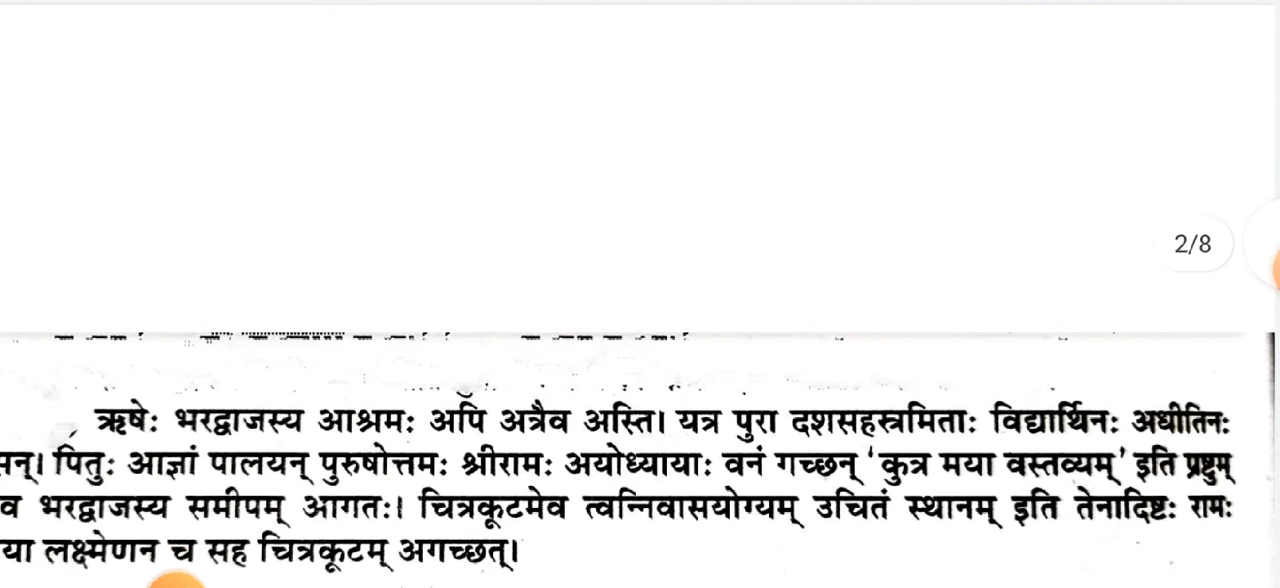 2/8
ऋषेः भरद्वाजस्य आश्रमः अपि अत्रैव अस्ति। यत्र पुरा दशसहस्रमिताः विद्यार्थिनः अधीतिनः
पितुः आज्ञां पालयन् पुरुषोत्तमः श्रीरामः अयोध्यायाः वनं गच्छन् 'कुत्र मया वस्तव्यम्' इति प्रष्टुम्
व भरद्वाजस्य समीपम् आगतः। चित्रकूटमेव त्वन्निवासयोग्यम् उचितं स्थानम् इति तेनादिष्टः रामः
या लक्ष्मेणन च सह चित्रकूटम् अगच्छत्।